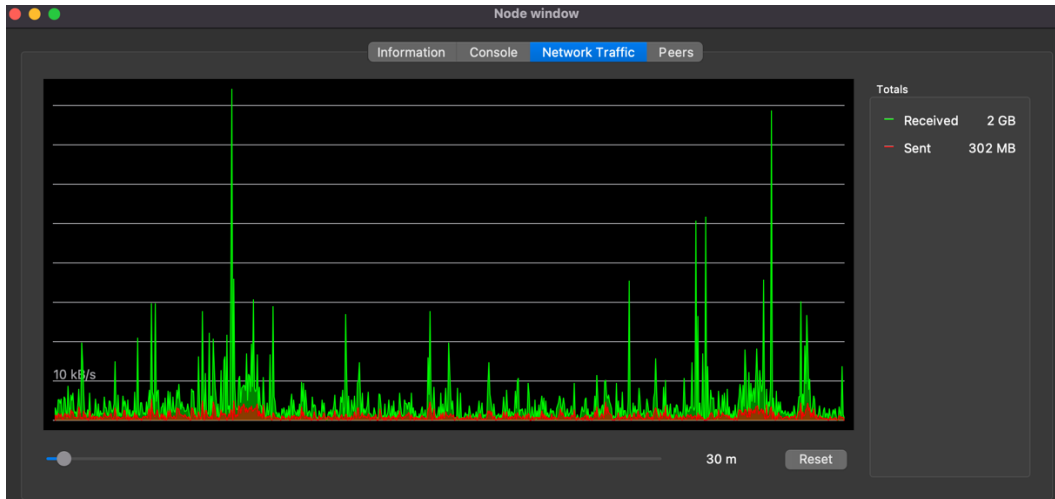 Node window
Information Console Network Traffic Peers
Totals
Received 2 GB
Sent 302 MB
10 kB/s
30 m Reset